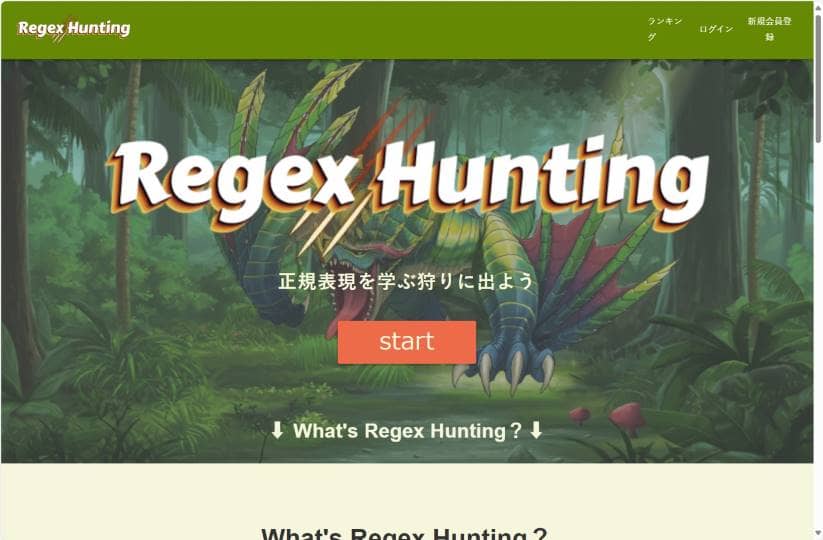 Regex Hunting
ランキン
グ
ログイン
新規会員登
録
Regex Hunting
正規表現を学ぶ狩りに出よう
start
⬇ What's Regex Hunting？⬇
What's Regex Hunting？